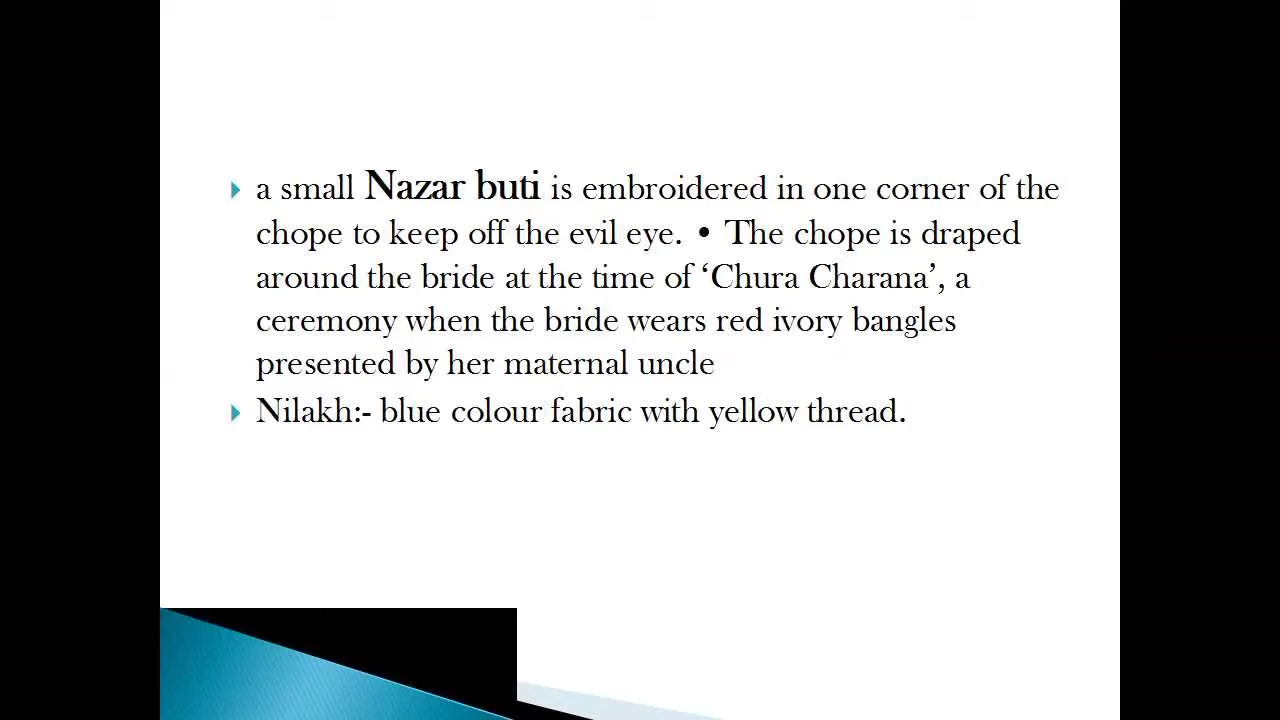 a small Nazar buti is embroidered in one corner of the
chope to keep off the evil eye. • The chope is draped
around the bride at the time of ‘Chura Charana’, a
ceremony when the bride wears red ivory bangles
presented by her maternal uncle
Nilakh:- blue colour fabric with yellow thread.